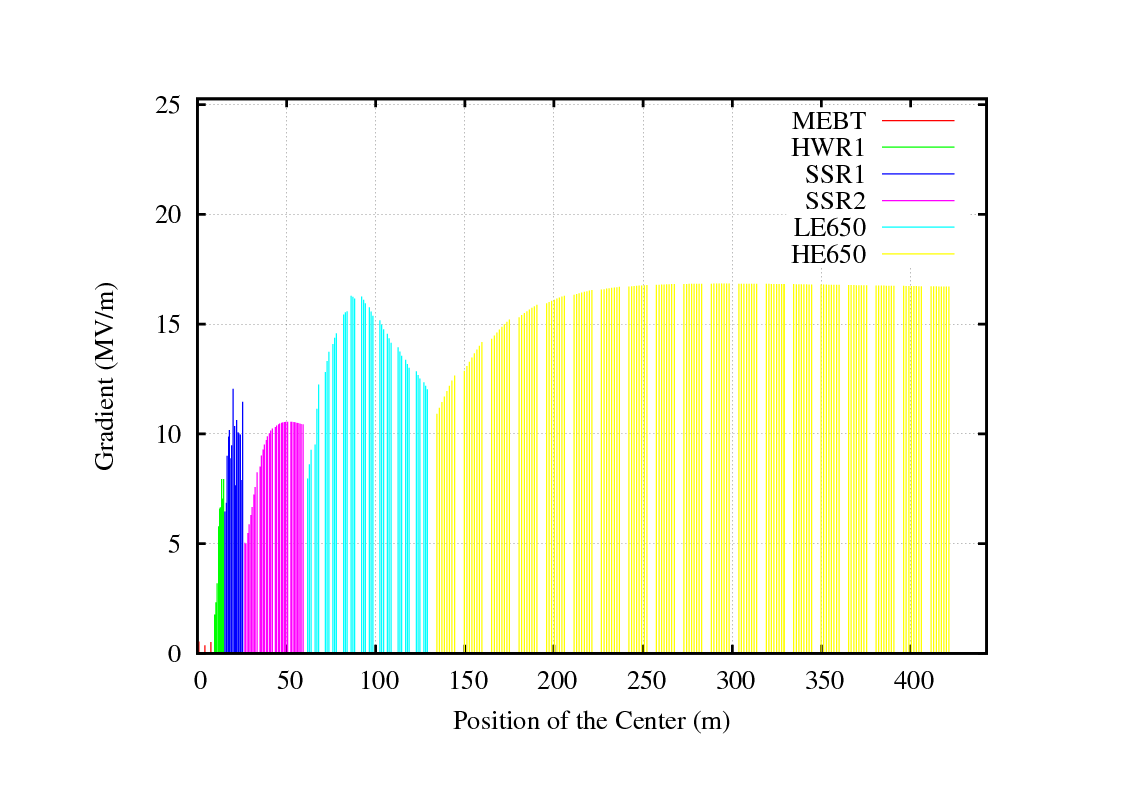 25
20
15
10
5
0
Gradient (MV/m)
MEBT
HWR1
SSR1
SSR2
LE650
HE650
0 50 100 150 200 250 300 350 400
Position of the Center (m)